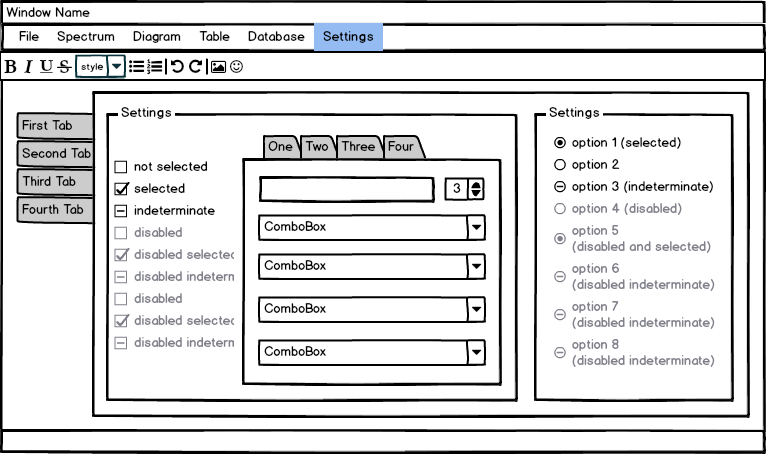 Window Name
File Spectrum Diagram Table Database Settings
B I U S style
First Tab
Second Tab
Third Tab
Fourth Tab
Settings
not selected
selected
indeterminate
disabled
disabled selected
disabled indeterm
disabled
disabled selected
disabled indeterm
One Two Three Four
3
ComboBox
ComboBox
ComboBox
ComboBox
Settings
option 1 (selected)
option 2
option 3 (indeterminate)
option 4 (disabled)
option 5
(disabled and selected)
option 6
(disabled indeterminate)
option 7
(disabled indeterminate)
option 8
(disabled indeterminate)